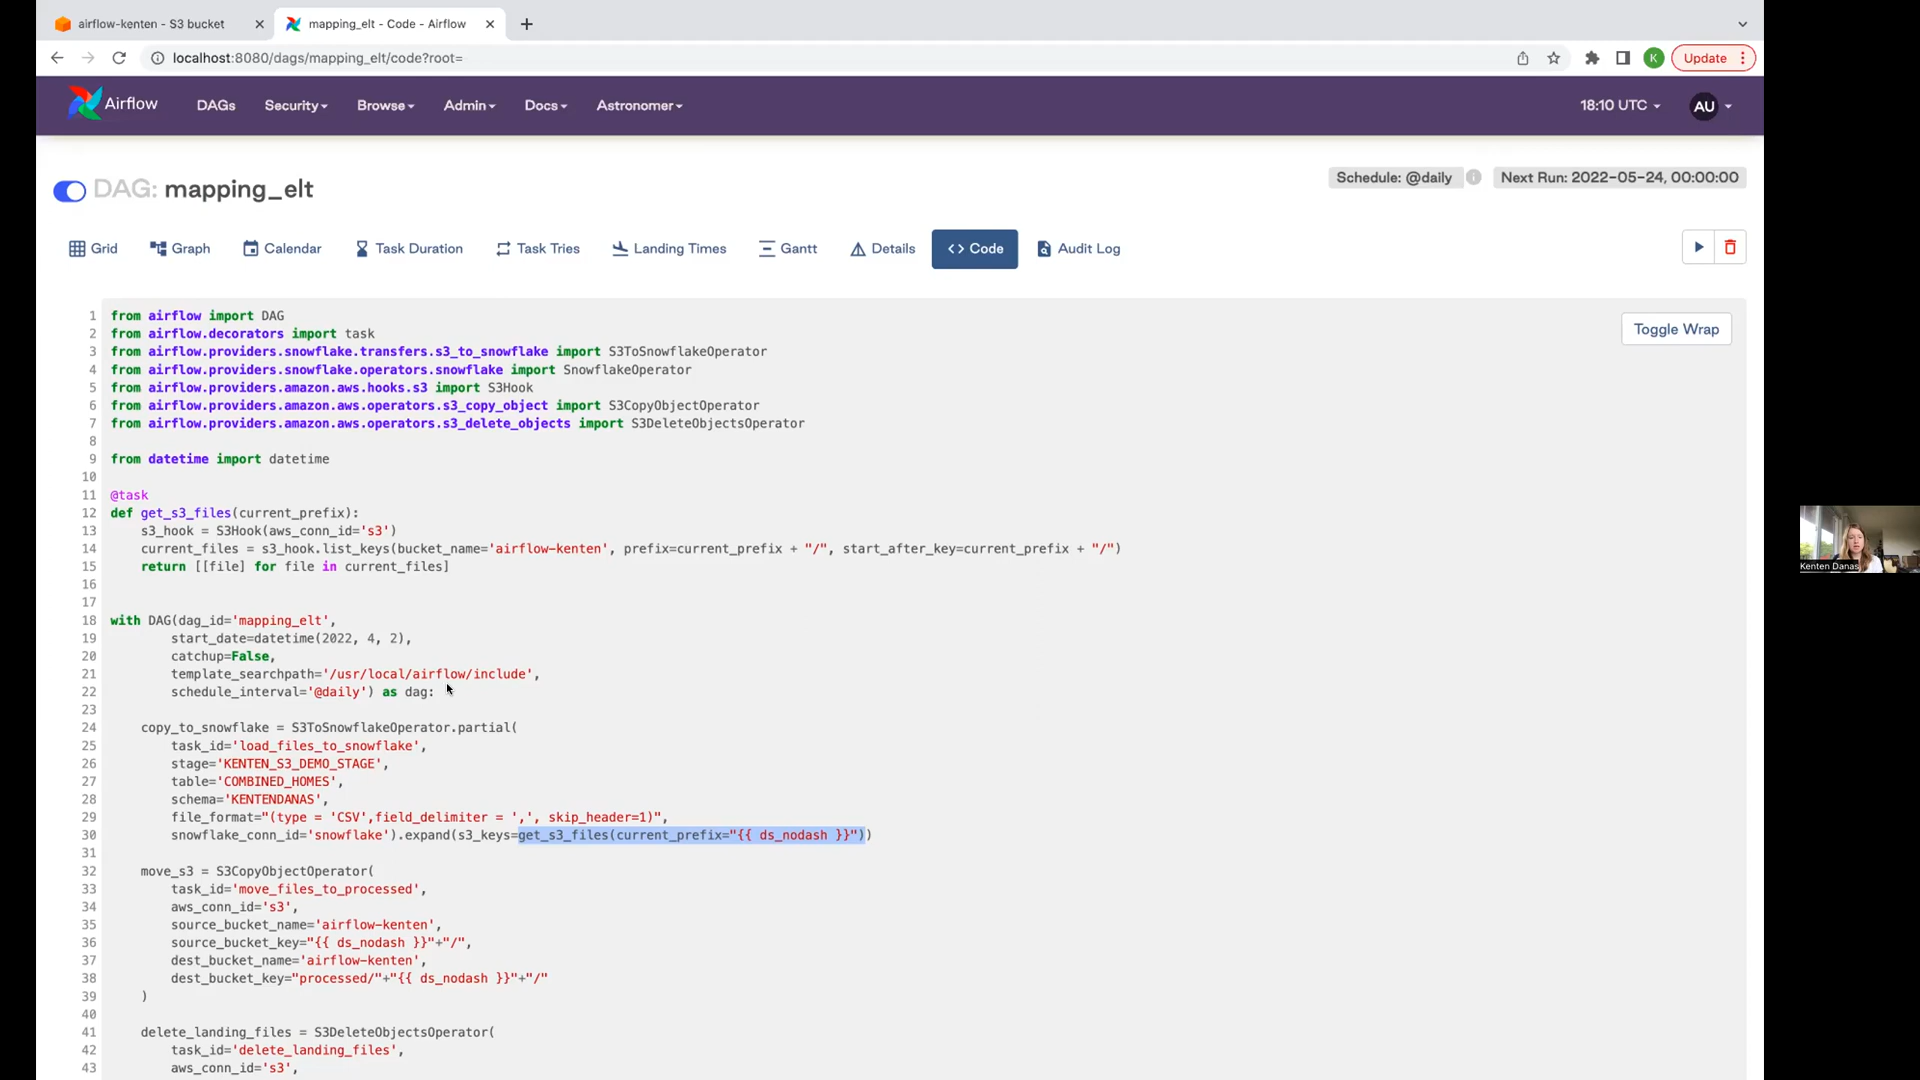 airflow-kenten - S3 bucket
mapping_elt - Code - Airflow
localhost:8080/dags/mapping_elt/code?root=
K
Update
Airflow
DAGs
Security
Browse
Admin
Docs
Astronomer
18:10 UTC
AU
DAG: mapping_elt
Schedule: @daily
Next Run: 2022-05-24, 00:00:00
Grid
Graph
Calendar
Task Duration
Task Tries
Landing Times
Gantt
Details
<> Code
Audit Log
Toggle Wrap
1 from airflow import DAG
2 from airflow.decorators import task
3 from airflow.providers.snowflake.transfers.s3_to_snowflake import S3ToSnowflakeOperator
4 from airflow.providers.snowflake.operators.snowflake import SnowflakeOperator
5 from airflow.providers.amazon.aws.hooks.s3 import S3Hook
6 from airflow.providers.amazon.aws.operators.s3_copy_object import S3CopyObjectOperator
7 from airflow.providers.amazon.aws.operators.s3_delete_objects import S3DeleteObjectsOperator
8
9 from datetime import datetime
10
11 @task
12 def get_s3_files(current_prefix):
13     s3_hook = S3Hook(aws_conn_id='s3')
14     current_files = s3_hook.list_keys(bucket_name='airflow-kenten', prefix=current_prefix + "/", start_after_key=current_prefix + "/")
15     return [[file] for file in current_files]
16
17
18 with DAG(dag_id='mapping_elt',
19         start_date=datetime(2022, 4, 2),
20         catchup=False,
21         template_searchpath='/usr/local/airflow/include',
22         schedule_interval='@daily') as dag:
23
24     copy_to_snowflake = S3ToSnowflakeOperator.partial(
25         task_id='load_files_to_snowflake',
26         stage='KENTEN_S3_DEMO_STAGE',
27         table='COMBINED_HOMES',
28         schema='KENTENDANAS',
29         file_format="(type = 'CSV',field_delimiter = ',', skip_header=1)",
30         snowflake_conn_id='snowflake').expand(s3_keys=get_s3_files(current_prefix="{{ ds_nodash }}"))
31
32     move_s3 = S3CopyObjectOperator(
33         task_id='move_files_to_processed',
34         aws_conn_id='s3',
35         source_bucket_name='airflow-kenten',
36         source_bucket_key="{{ ds_nodash }}"+"/",
37         dest_bucket_name='airflow-kenten',
38         dest_bucket_key="processed/"+"{{ ds_nodash }}"+"/"
39     )
40
41     delete_landing_files = S3DeleteObjectsOperator(
42         task_id='delete_landing_files',
43         aws_conn_id='s3',
Kenten Danas